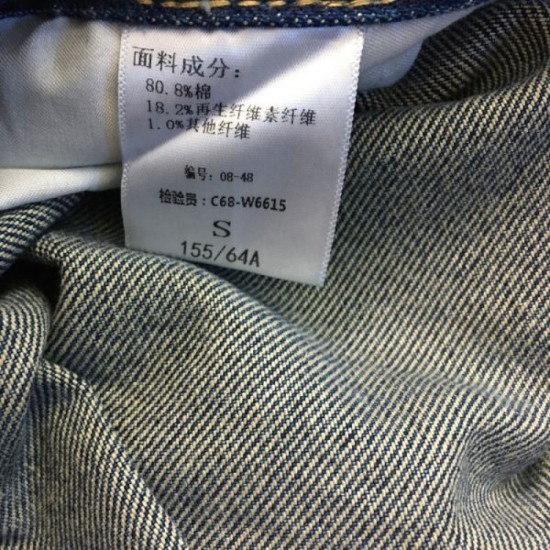 面料成分:
80.8%棉
18.2%再生纤维素纤维
1.0%其他纤维
编号: 08-48
检验员: C68-W6615
S
155/64A